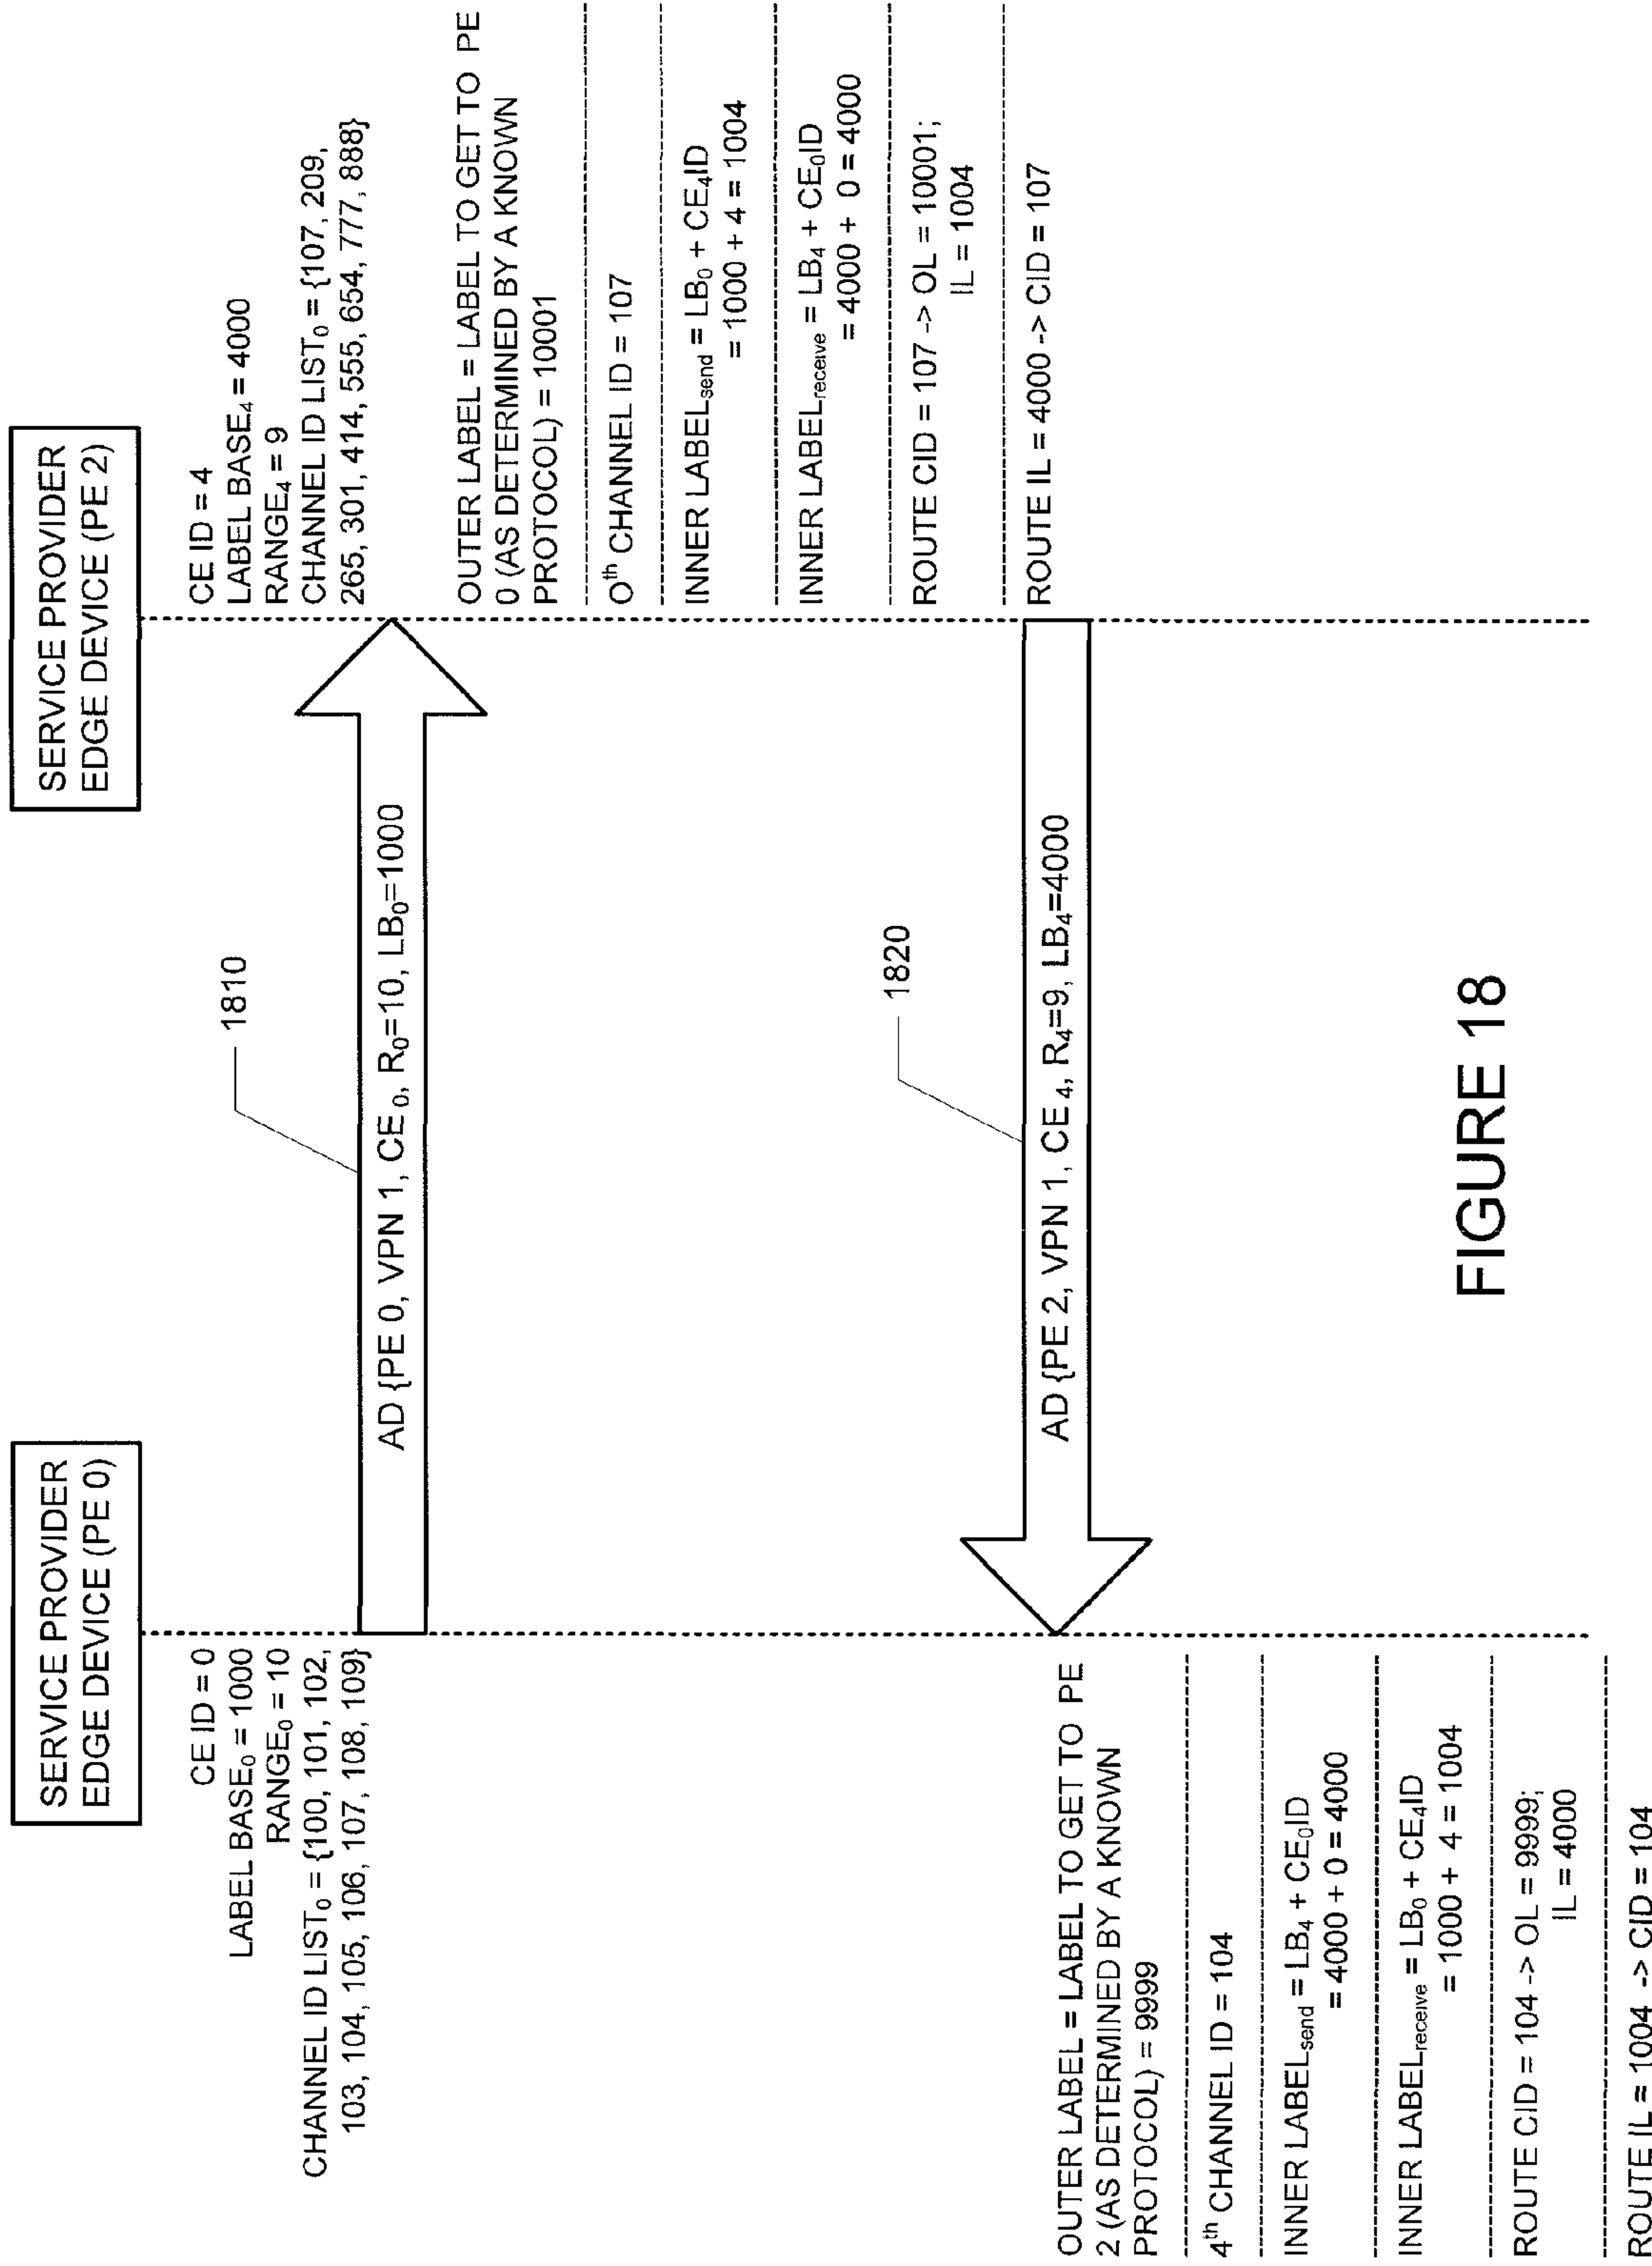 SERVICE PROVIDER
EDGE DEVICE (PE 0)
SERVICE PROVIDER
EDGE DEVICE (PE 2)
CE ID = 0
LABEL BASE₀ = 1000
RANGE₀ = 10
CHANNEL ID LIST₀ = {100, 101, 102,
103, 104, 105, 106, 107, 108, 109}
1810
AD {PE 0, VPN 1, CE₀, R₀=10, LB₀=1000
CE ID = 4
LABEL BASE₄ = 4000
RANGE₄ = 9
CHANNEL ID LIST₀ = {107, 209,
265, 301, 414, 555, 654, 777, 888}
OUTER LABEL = LABEL TO GET TO PE
0 (AS DETERMINED BY A KNOWN
PROTOCOL) = 10001
Oᵗʰ CHANNEL ID = 107
INNER LABELsend = LB₀ + CE₄ID
= 1000 + 4 = 1004
INNER LABELreceive = LB₄ + CE₀ID
= 4000 + 0 = 4000
ROUTE CID = 107 -> OL = 10001;
IL = 1004
ROUTE IL = 4000 -> CID = 107
1820
AD {PE 2, VPN 1, CE₄, R₄=9, LB₄=4000
OUTER LABEL = LABEL TO GET TO PE
2 (AS DETERMINED BY A KNOWN
PROTOCOL) = 9999
4ᵗʰ CHANNEL ID = 104
INNER LABELsend = LB₄ + CE₀ID
= 4000 + 0 = 4000
INNER LABELreceive = LB₀ + CE₄ID
= 1000 + 4 = 1004
ROUTE CID = 104 -> OL = 9999;
IL = 4000
ROUTE IL = 1004 -> CID = 104
FIGURE 18